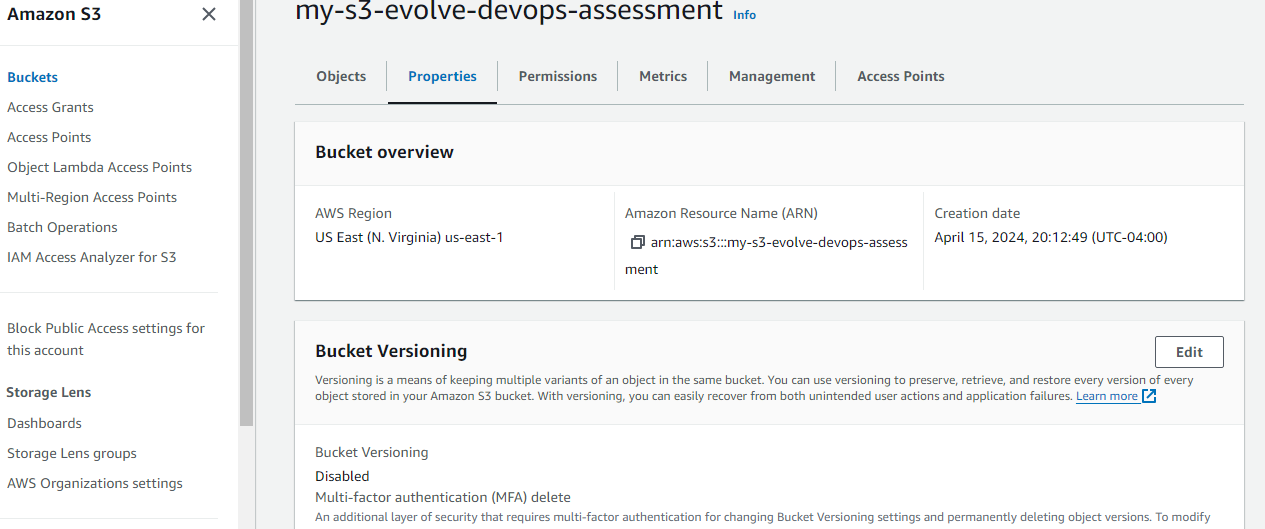 Amazon S3
Buckets
Access Grants
Access Points
Object Lambda Access Points
Multi-Region Access Points
Batch Operations
IAM Access Analyzer for S3
Block Public Access settings for
this account
Storage Lens
Dashboards
Storage Lens groups
AWS Organizations settings
my-s3-evolve-devops-assessment Info
Objects Properties Permissions Metrics Management Access Points
Bucket overview
AWS Region
US East (N. Virginia) us-east-1
Amazon Resource Name (ARN)
arn:aws:s3:::my-s3-evolve-devops-assess
ment
Creation date
April 15, 2024, 20:12:49 (UTC-04:00)
Bucket Versioning
Edit
Versioning is a means of keeping multiple variants of an object in the same bucket. You can use versioning to preserve, retrieve, and restore every version of every
object stored in your Amazon S3 bucket. With versioning, you can easily recover from both unintended user actions and application failures. Learn more
Bucket Versioning
Disabled
Multi-factor authentication (MFA) delete
An additional layer of security that requires multi-factor authentication for changing Bucket Versioning settings and permanently deleting object versions. To modify